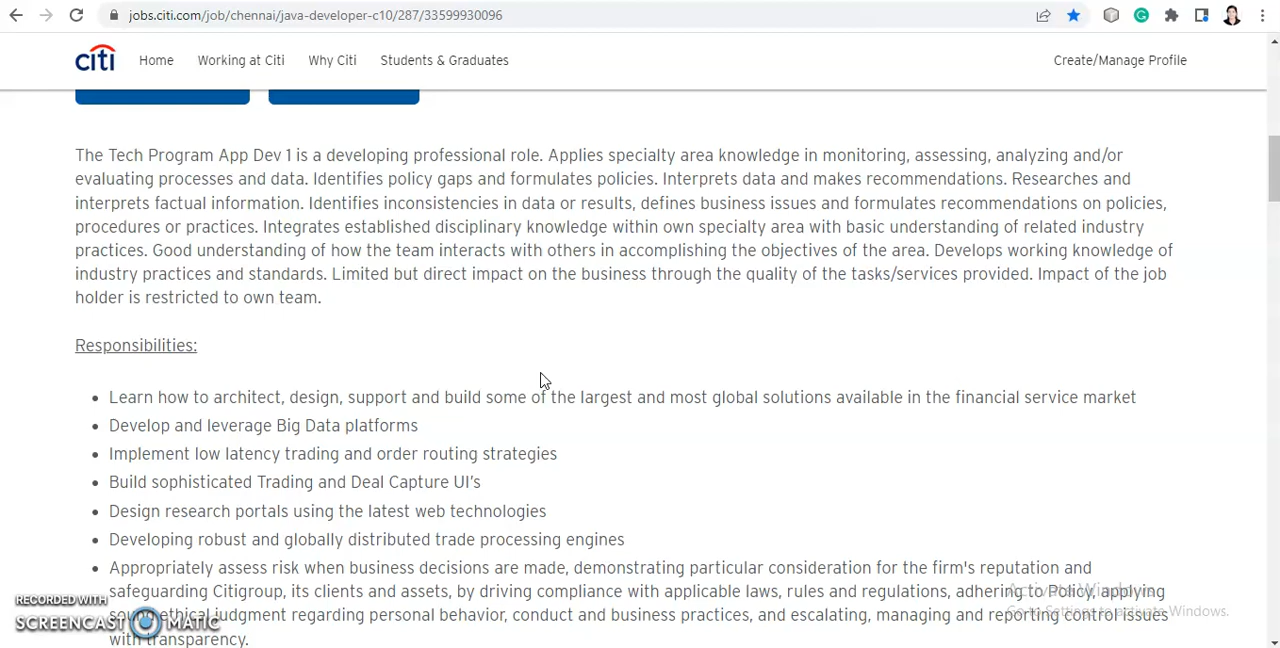 jobs.citi.com/job/chennai/java-developer-c10/287/33599930096
citi Home Working at Citi Why Citi Students & Graduates Create/Manage Profile
The Tech Program App Dev 1 is a developing professional role. Applies specialty area knowledge in monitoring, assessing, analyzing and/or
evaluating processes and data. Identifies policy gaps and formulates policies. Interprets data and makes recommendations. Researches and
interprets factual information. Identifies inconsistencies in data or results, defines business issues and formulates recommendations on policies,
procedures or practices. Integrates established disciplinary knowledge within own specialty area with basic understanding of related industry
practices. Good understanding of how the team interacts with others in accomplishing the objectives of the area. Develops working knowledge of
industry practices and standards. Limited but direct impact on the business through the quality of the tasks/services provided. Impact of the job
holder is restricted to own team.
Responsibilities:
• Learn how to architect, design, support and build some of the largest and most global solutions available in the financial service market
• Develop and leverage Big Data platforms
• Implement low latency trading and order routing strategies
• Build sophisticated Trading and Deal Capture UI's
• Design research portals using the latest web technologies
• Developing robust and globally distributed trade processing engines
• Appropriately assess risk when business decisions are made, demonstrating particular consideration for the firm's reputation and
safeguarding Citigroup, its clients and assets, by driving compliance with applicable laws, rules and regulations, adhering to Policy, applying
sound ethical judgment regarding personal behavior, conduct and business practices, and escalating, managing and reporting control issues
with transparency.
Activate Windows
Go to Settings to activate Windows.
RECORDED WITH
SCREENCAST MATIC